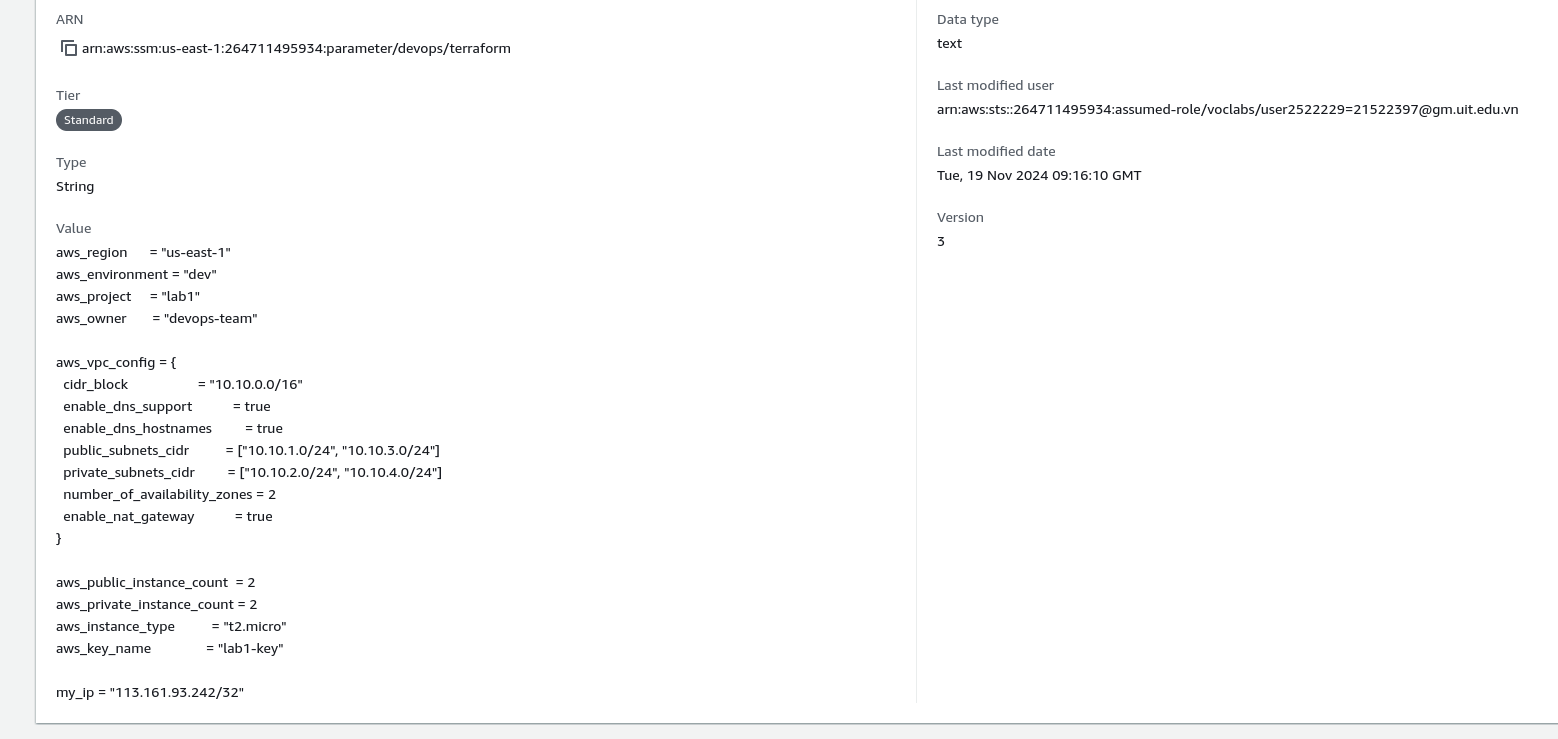 ARN
arn:aws:ssm:us-east-1:264711495934:parameter/devops/terraform
Tier
Standard
Type
String
Value
aws_region = "us-east-1"
aws_environment = "dev"
aws_project = "lab1"
aws_owner = "devops-team"
aws_vpc_config = {
cidr_block = "10.10.0.0/16"
enable_dns_support = true
enable_dns_hostnames = true
public_subnets_cidr = ["10.10.1.0/24", "10.10.3.0/24"]
private_subnets_cidr = ["10.10.2.0/24", "10.10.4.0/24"]
number_of_availability_zones = 2
enable_nat_gateway = true
}
aws_public_instance_count = 2
aws_private_instance_count = 2
aws_instance_type = "t2.micro"
aws_key_name = "lab1-key"
my_ip = "113.161.93.242/32"
Data type
text
Last modified user
arn:aws:sts::264711495934:assumed-role/voclabs/user2522229=21522397@gm.uit.edu.vn
Last modified date
Tue, 19 Nov 2024 09:16:10 GMT
Version
3